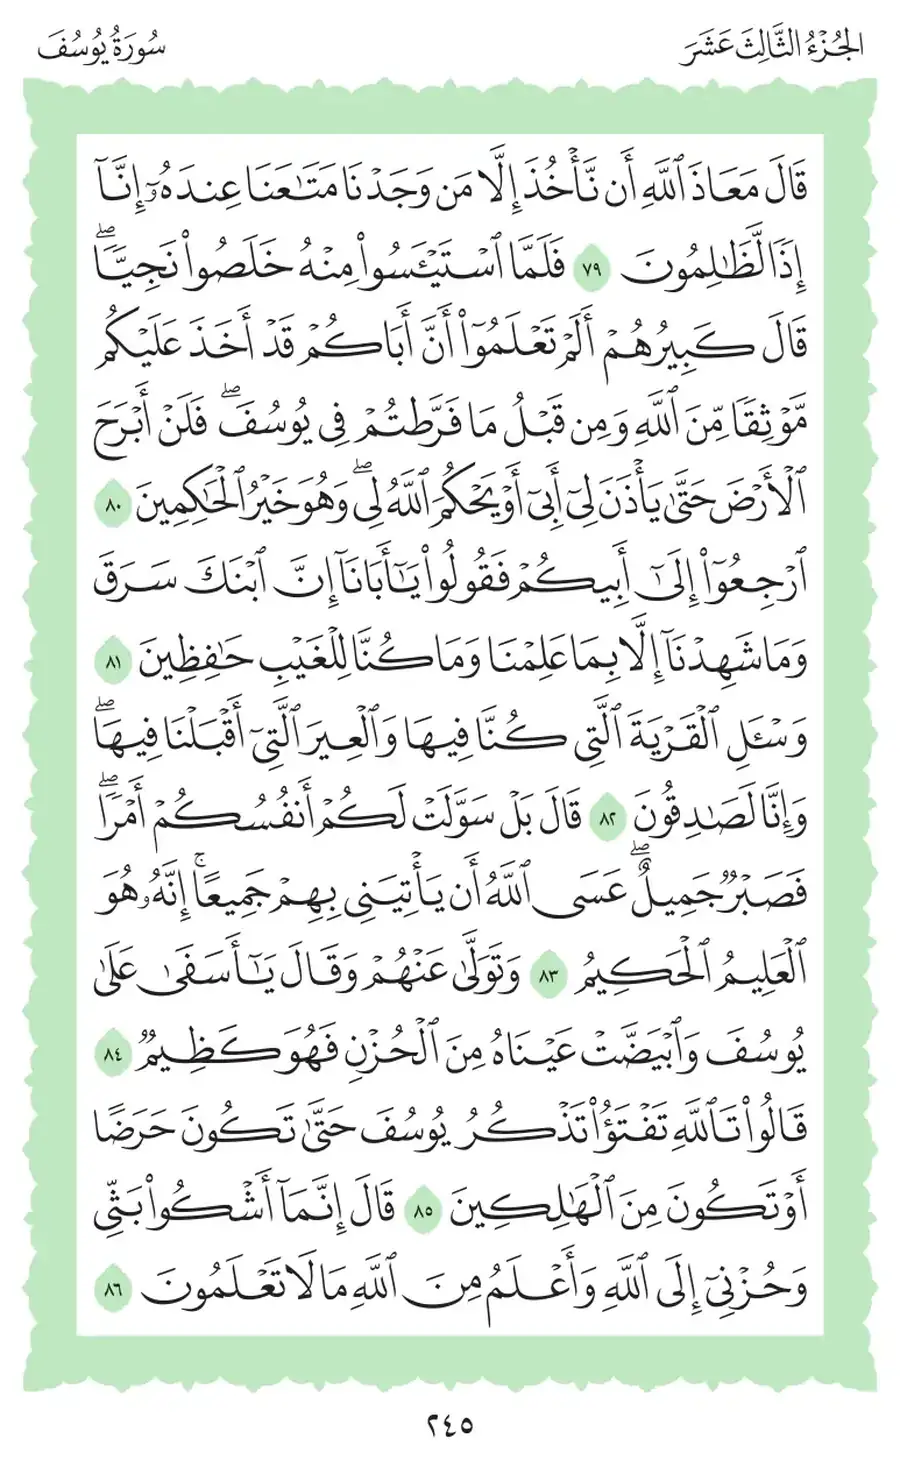 الجُزْءُ الثَّالِثَ عَشَرَ
سُورَةُ يُوسُفَ
قَالَ مَعَاذَ ٱللَّهِ أَن نَّأْخُذَ إِلَّا مَن وَجَدْنَا مَتَـٰعَنَا عِندَهُۥٓ إِنَّآ
إِذًا لَّظَـٰلِمُونَ ٧٩ فَلَمَّا ٱسْتَيْـَٔسُوا۟ مِنْهُ خَلَصُوا۟ نَجِيًّا ۖ
قَالَ كَبِيرُهُمْ أَلَمْ تَعْلَمُوٓا۟ أَنَّ أَبَاكُمْ قَدْ أَخَذَ عَلَيْكُم
مَّوْثِقًا مِّنَ ٱللَّهِ وَمِن قَبْلُ مَا فَرَّطتُمْ فِى يُوسُفَ ۖ فَلَنْ أَبْرَحَ
ٱلْأَرْضَ حَتَّىٰ يَأْذَنَ لِىٓ أَبِىٓ أَوْ يَحْكُمَ ٱللَّهُ لِى ۖ وَهُوَ خَيْرُ ٱلْحَـٰكِمِينَ ٨٠
ٱرْجِعُوٓا۟ إِلَىٰٓ أَبِيكُمْ فَقُولُوا۟ يَـٰٓأَبَانَآ إِنَّ ٱبْنَكَ سَرَقَ
وَمَا شَهِدْنَآ إِلَّا بِمَا عَلِمْنَا وَمَا كُنَّا لِلْغَيْبِ حَـٰفِظِينَ ٨١
وَسْـَٔلِ ٱلْقَرْيَةَ ٱلَّتِى كُنَّا فِيهَا وَٱلْعِيرَ ٱلَّتِىٓ أَقْبَلْنَا فِيهَا ۖ
وَإِنَّا لَصَـٰدِقُونَ ٨٢ قَالَ بَلْ سَوَّلَتْ لَكُمْ أَنفُسُكُمْ أَمْرًا ۖ
فَصَبْرٌ جَمِيلٌ ۖ عَسَى ٱللَّهُ أَن يَأْتِيَنِى بِهِمْ جَمِيعًا ۚ إِنَّهُۥ هُوَ
ٱلْعَلِيمُ ٱلْحَكِيمُ ٨٣ وَتَوَلَّىٰ عَنْهُمْ وَقَالَ يَـٰٓأَسَفَىٰ عَلَىٰ
يُوسُفَ وَٱبْيَضَّتْ عَيْنَاهُ مِنَ ٱلْحُزْنِ فَهُوَ كَظِيمٌ ٨٤
قَالُوا۟ تَٱللَّهِ تَفْتَؤُا۟ تَذْكُرُ يُوسُفَ حَتَّىٰ تَكُونَ حَرَضًا
أَوْ تَكُونَ مِنَ ٱلْهَـٰلِكِينَ ٨٥ قَالَ إِنَّمَآ أَشْكُوا۟ بَثِّى
وَحُزْنِىٓ إِلَى ٱللَّهِ وَأَعْلَمُ مِنَ ٱللَّهِ مَا لَا تَعْلَمُونَ ٨٦
٢٤٥